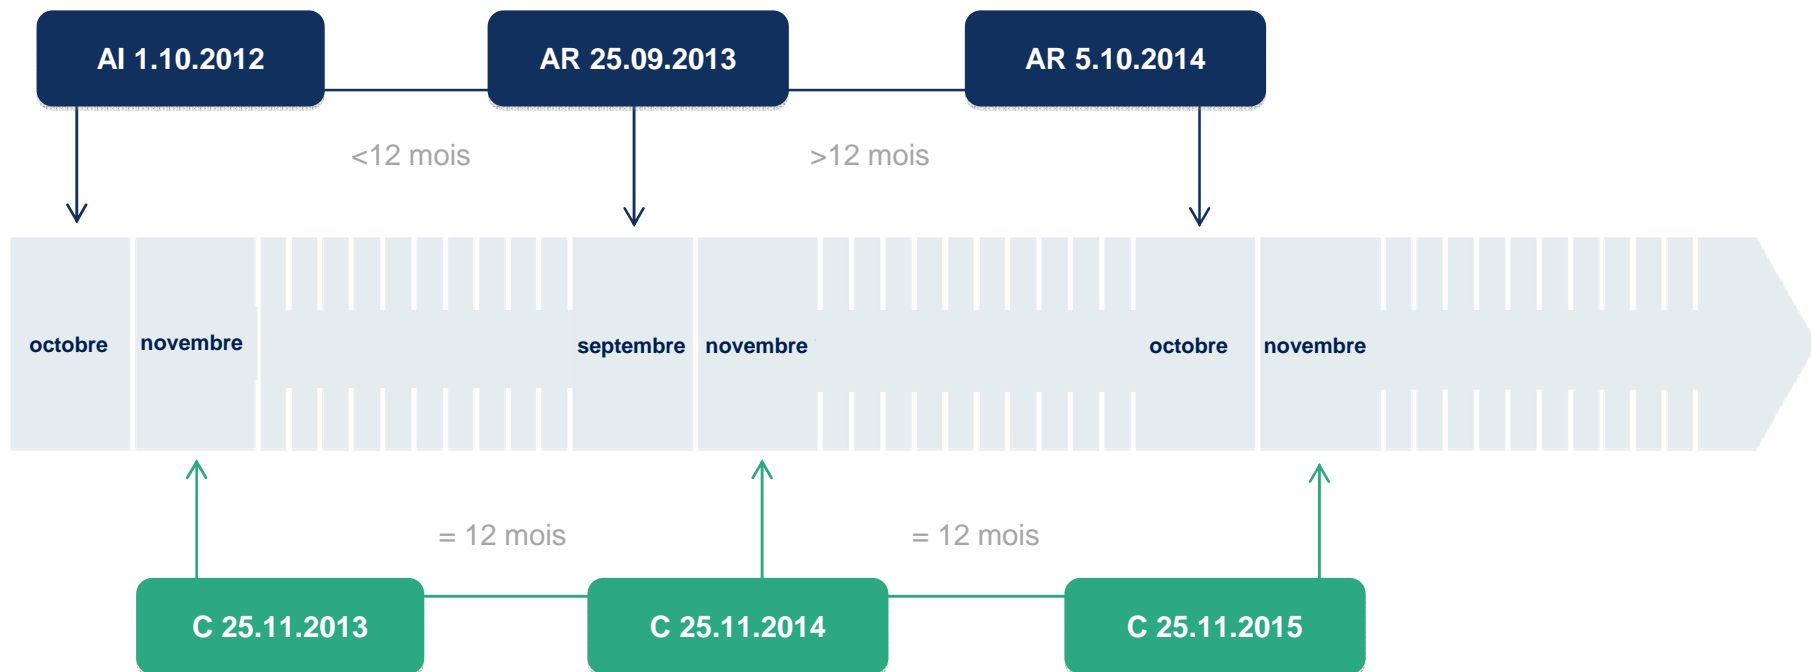 AI 1.10.2012
AR 25.09.2013
AR 5.10.2014
<12 mois
>12 mois
octobre
novembre
septembre
novembre
octobre
novembre
= 12 mois
= 12 mois
C 25.11.2013
C 25.11.2014
C 25.11.2015